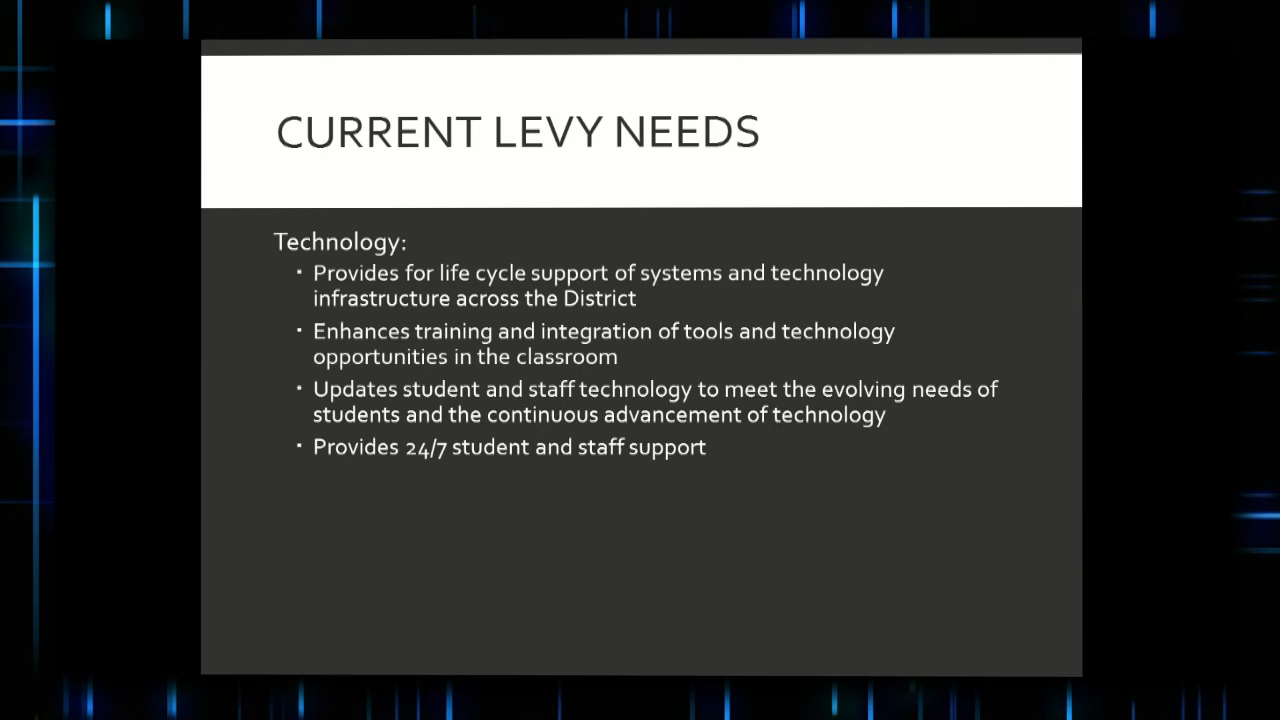 CURRENT LEVY NEEDS
Technology:
▪ Provides for life cycle support of systems and technology
infrastructure across the District
▪ Enhances training and integration of tools and technology
opportunities in the classroom
▪ Updates student and staff technology to meet the evolving needs of
students and the continuous advancement of technology
▪ Provides 24/7 student and staff support